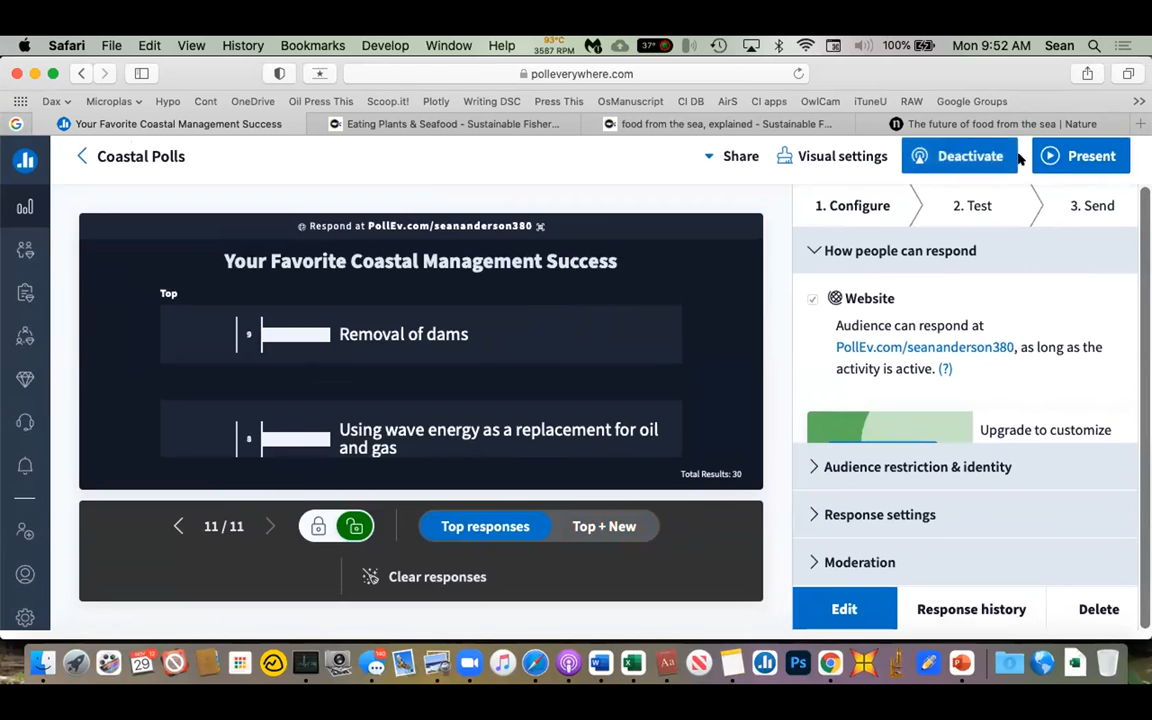 Safari File Edit View History Bookmarks Develop Window Help 93°C 3587 RPM 37° 100% Mon 9:52 AM Sean
polleverywhere.com
Dax Microplas Hypo Cont OneDrive Oil Press This Scoop.it! Plotly Writing DSC Press This OsManuscript CI DB AirS CI apps OwlCam iTuneU RAW Google Groups
Your Favorite Coastal Management Success Eating Plants & Seafood - Sustainable Fisher... food from the sea, explained - Sustainable F... The future of food from the sea | Nature
Coastal Polls Share Visual settings Deactivate Present
1. Configure 2. Test 3. Send
Respond at PollEv.com/seananderson380
Your Favorite Coastal Management Success
Top
9 Removal of dams
8 Using wave energy as a replacement for oil
and gas
Total Results: 30
11 / 11 Top responses Top + New
Clear responses
How people can respond
Website
Audience can respond at
PollEv.com/seananderson380, as long as the
activity is active. (?)
Upgrade to customize
Audience restriction & identity
Response settings
Moderation
Edit Response history Delete
NOV 12
29
140